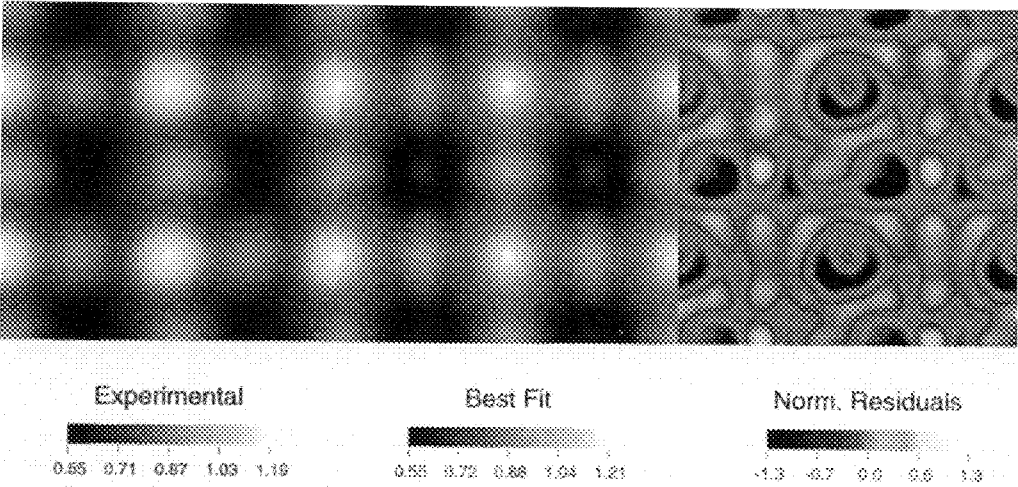 Experimental
0.55 0.71 0.87 1.03 1.19
Best Fit
0.55 0.72 0.88 1.04 1.21
Norm. Residuals
-1.3 -0.7 0.0 0.6 1.3